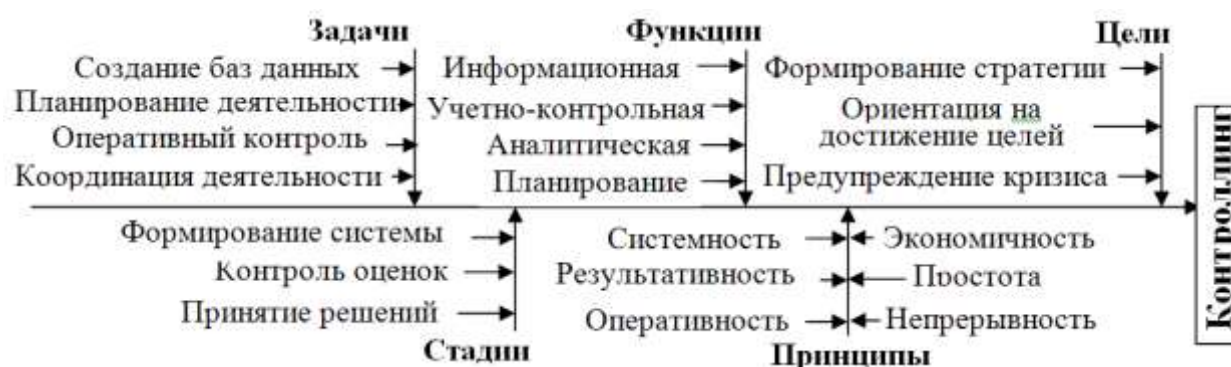 Задачи
Создание баз данных
Планирование деятельности
Оперативный контроль
Координация деятельности
Функции
Информационная
Учетно-контрольная
Аналитическая
Планирование
Цели
Формирование стратегии
Ориентация на
достижение целей
Предупреждение кризиса
Контроллинг
Формирование системы
Контроль оценок
Принятие решений
Стадии
Системность
Результативность
Оперативность
Экономичность
Простота
Непрерывность
Принципы